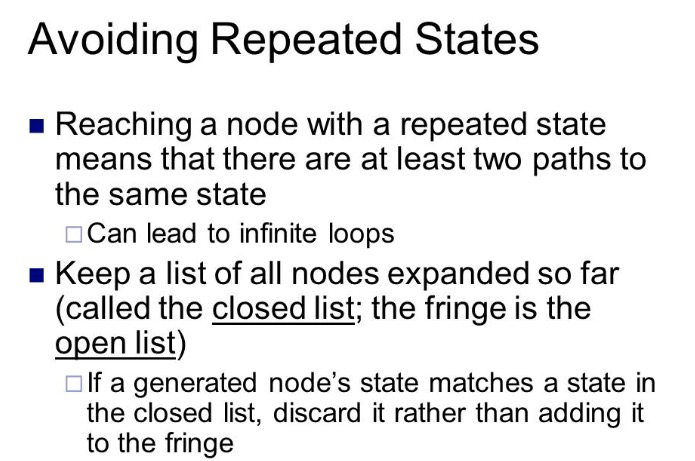 Avoiding Repeated States
Reaching a node with a repeated state
means that there are at least two paths to
the same state
Can lead to infinite loops
Keep a list of all nodes expanded so far
(called the closed list; the fringe is the
open list)
If a generated node’s state matches a state in
the closed list, discard it rather than adding it
to the fringe